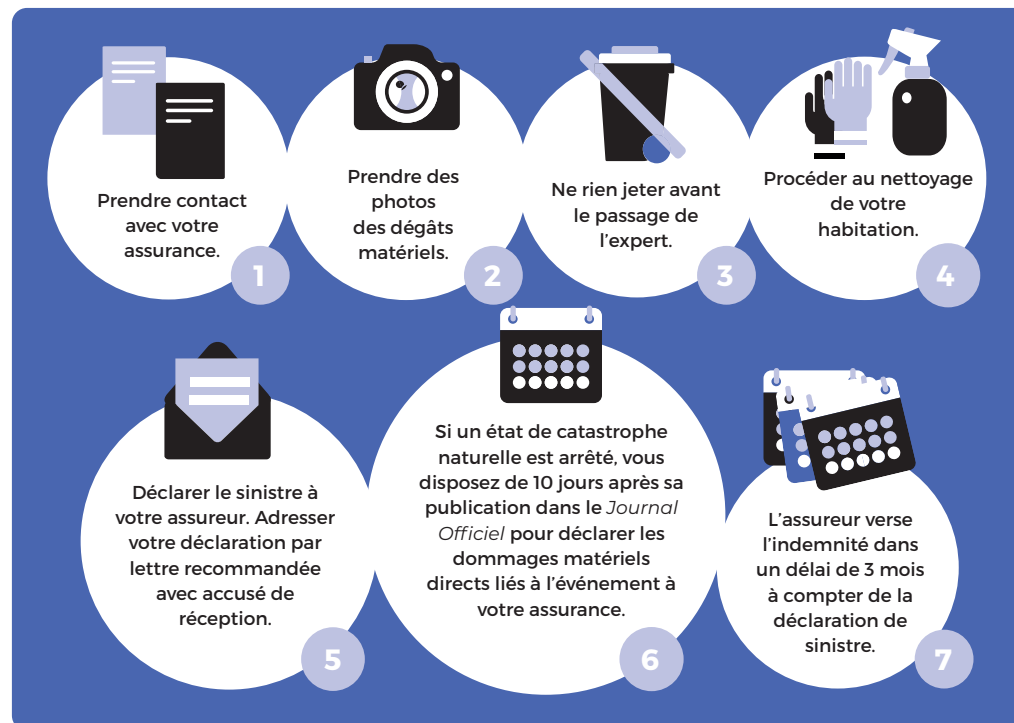 Prendre contact
avec votre
assurance.
1
Prendre des
photos
des dégâts
matériels.
2
Ne rien jeter avant
le passage de
l'expert.
3
Procéder au nettoyage
de votre
habitation.
4
Déclarer le sinistre à
votre assureur. Adresser
votre déclaration par
lettre recommandée
avec accusé de
réception.
5
Si un état de catastrophe
naturelle est arrêté, vous
disposez de 10 jours après sa
publication dans le Journal
Officiel pour déclarer les
dommages matériels
directs liés à l'événement à
votre assurance.
6
L'assureur verse
l'indemnité dans
un délai de 3 mois
à compter de la
déclaration de
sinistre.
7